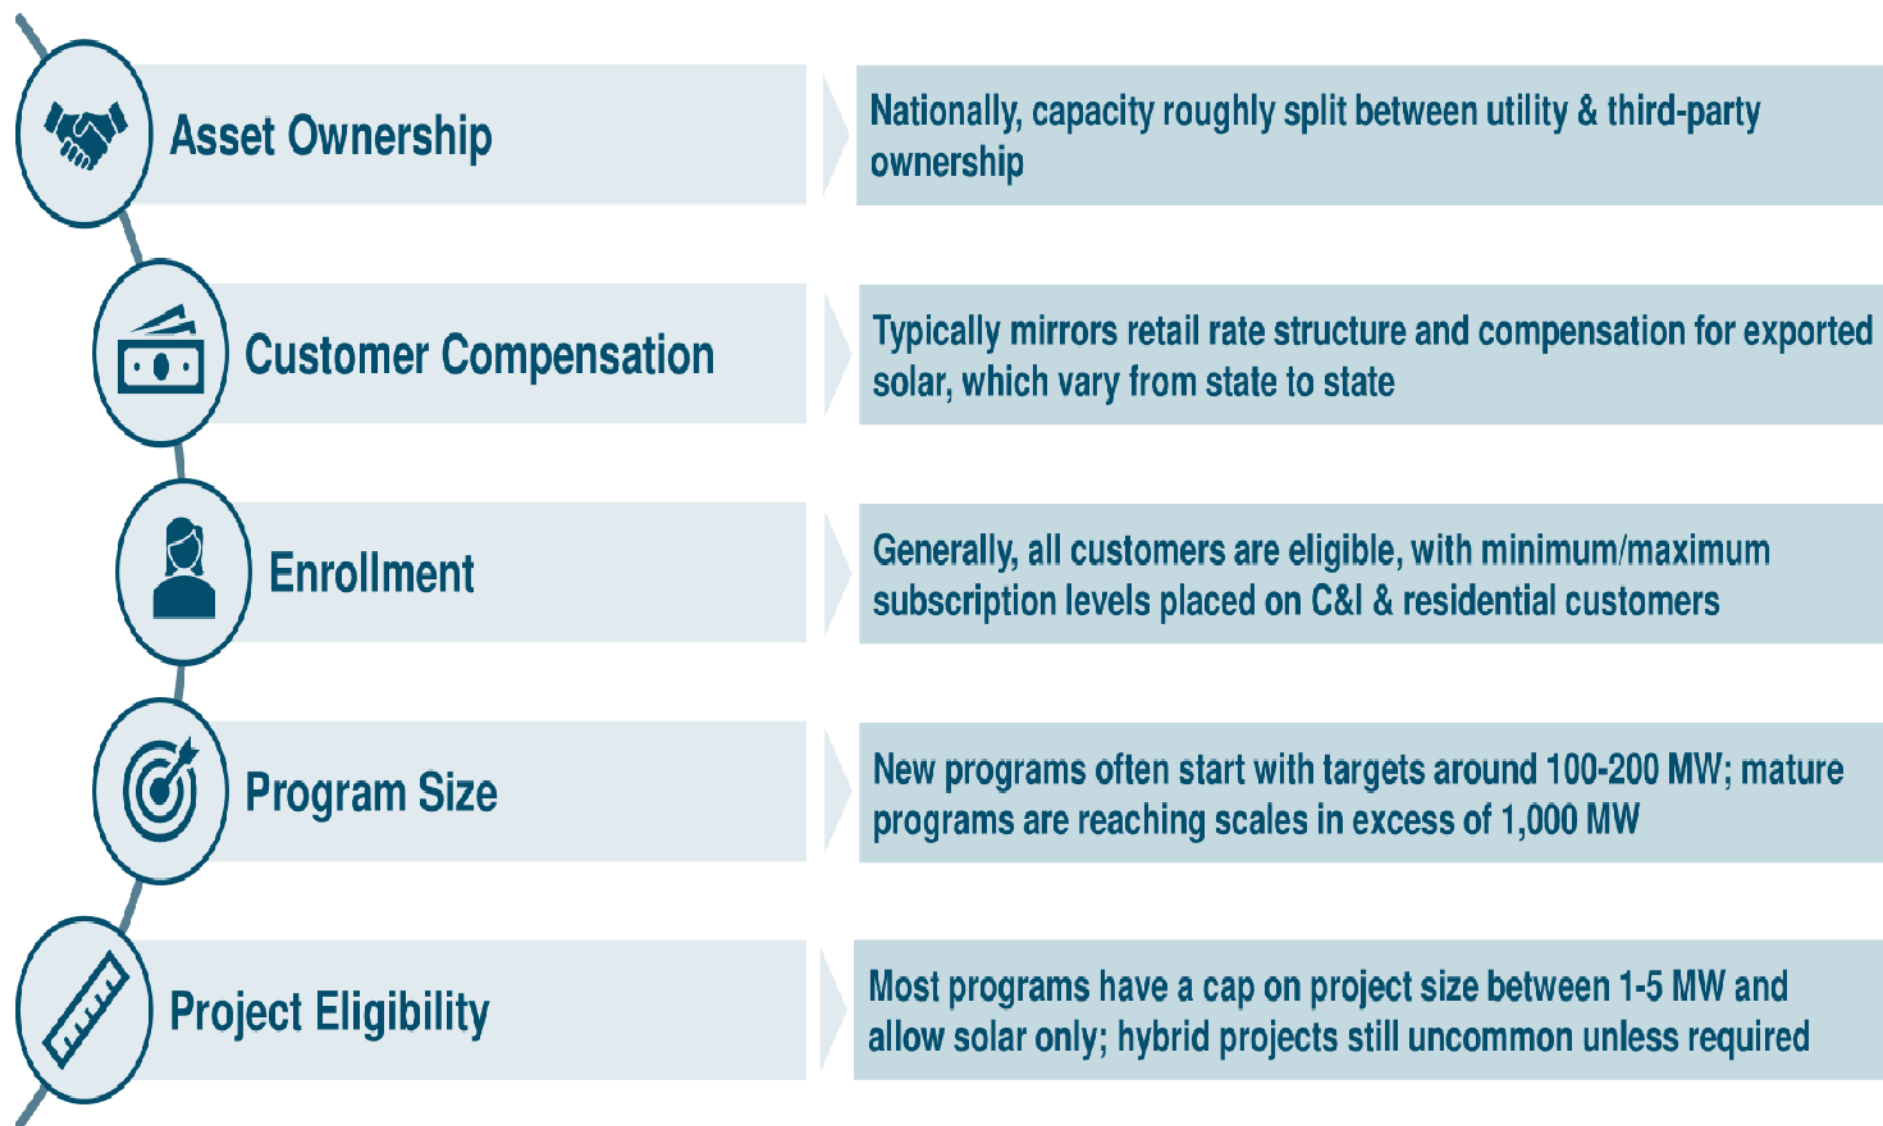 Asset Ownership
Nationally, capacity roughly split between utility & third-party
ownership
Customer Compensation
Typically mirrors retail rate structure and compensation for exported
solar, which vary from state to state
Enrollment
Generally, all customers are eligible, with minimum/maximum
subscription levels placed on C&I & residential customers
Program Size
New programs often start with targets around 100-200 MW; mature
programs are reaching scales in excess of 1,000 MW
Project Eligibility
Most programs have a cap on project size between 1-5 MW and
allow solar only; hybrid projects still uncommon unless required